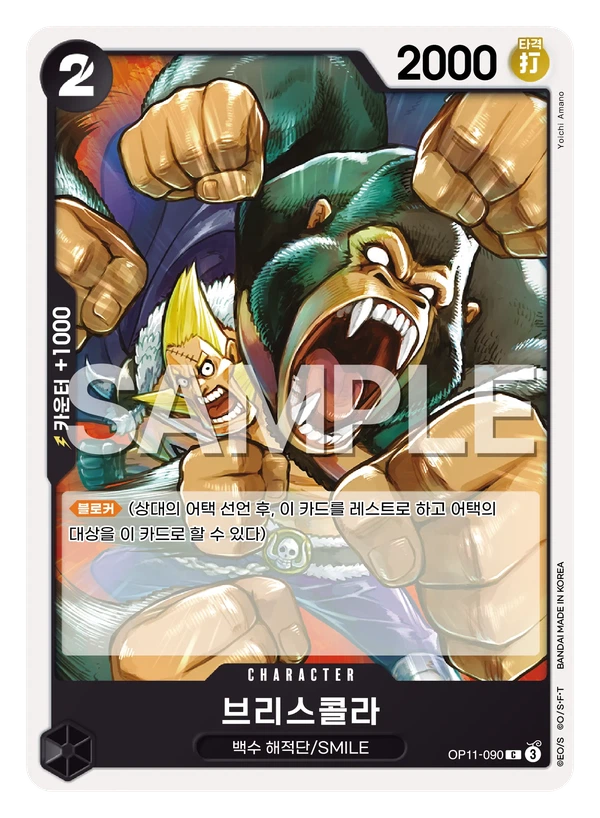 2
2000
타격
打
Yoichi Amano
카운터 +1000
SAMPLE
블로커 (상대의 어택 선언 후, 이 카드를 레스트로 하고 어택의
대상을 이 카드로 할 수 있다)
CHARACTER
브리스콜라
백수 해적단/SMILE
OP11-090 C 3
©EO/S ©O/S·F·T BANDAI MADE IN KOREA